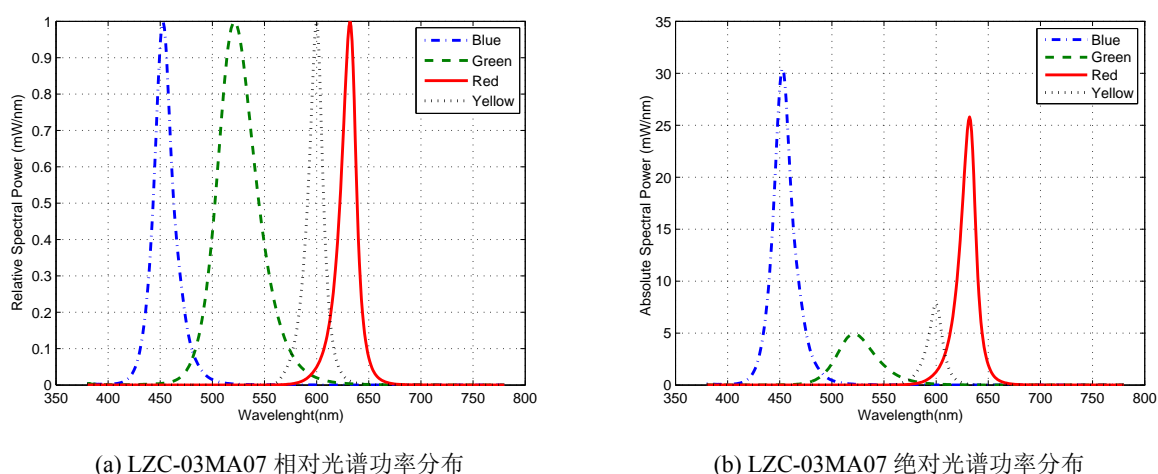 Relative Spectral Power (mW/nm)
1
0.9
0.8
0.7
0.6
0.5
0.4
0.3
0.2
0.1
0
350 400 450 500 550 600 650 700 750 800
Wavelenght(nm)
Blue
Green
Red
Yellow
(a) LZC-03MA07 相对光谱功率分布
Absolute Spectral Power (mW/nm)
35
30
25
20
15
10
5
0
350 400 450 500 550 600 650 700 750 800
Wavelength(nm)
Blue
Green
Red
Yellow
(b) LZC-03MA07 绝对光谱功率分布